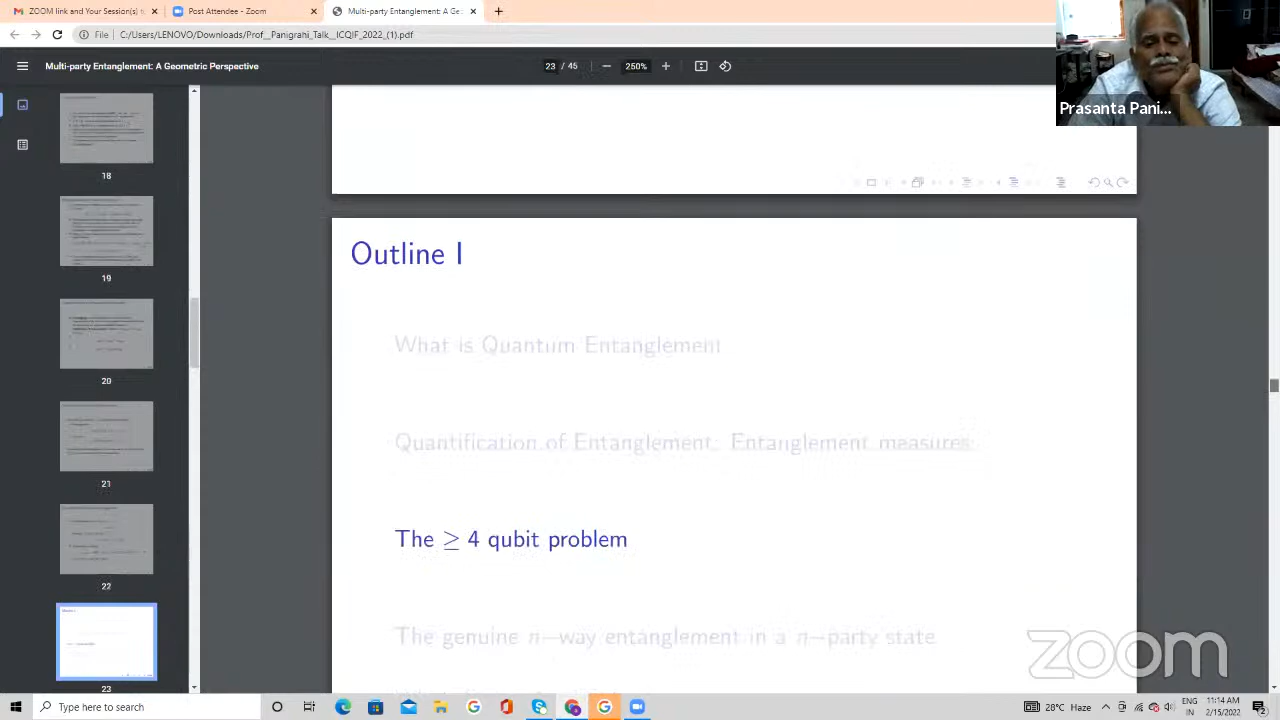 ZOOM link and Your Session(s) ti
Post Attendee - Zoom
Multi-party Entanglement: A Ge
File
C:/Users/LENOVO/Downloads/Prof_Panigrahi_Talk_ICQIT_2022_(1).pdf
Multi-party Entanglement: A Geometric Perspective
23 / 45
250%
Prasanta Pani...
18
19
20
21
22
23
Outline I
What is Quantum Entanglement
Quantification of Entanglement: Entanglement measures
The ≥ 4 qubit problem
The genuine n−way entanglement in a n−party state
zoom
Type here to search
28°C Haze
ENG
IN
11:14 AM
2/15/2022
2